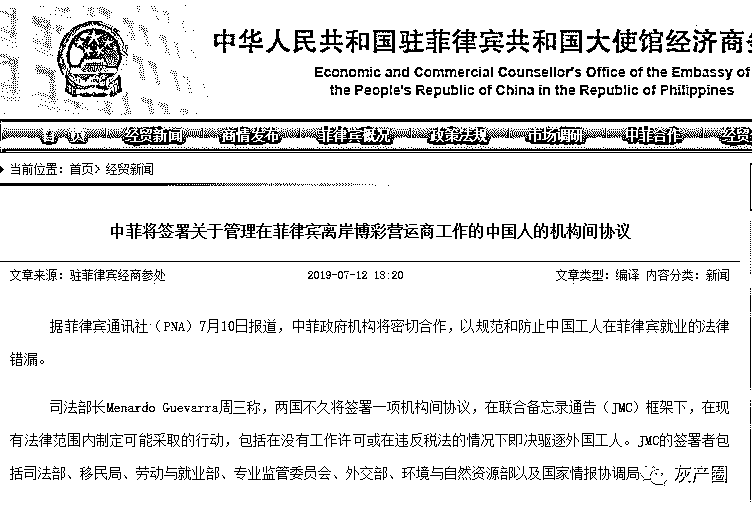 中华人民共和国驻菲律宾共和国大使馆经济商
Economic and Commercial Counsellor's Office of the Embassy of
the People's Republic of China in the Republic of Philippines
首 页 经贸新闻 商情发布 菲律宾概况 政策法规 市场调研 中菲合作 经贸
当前位置：首页> 经贸新闻
中菲将签署关于管理在菲律宾离岸博彩营运商工作的中国人的机构间协议
文章来源：驻菲律宾经商参处 2019-07-12 18:20 文章类型：编译 内容分类：新闻
据菲律宾通讯社（PNA）7月10日报道，中菲政府机构将密切合作，以规范和防止中国工人在菲律宾就业的法律
错漏。
司法部长Menardo Guevarra周三称，两国不久将签署一项机构间协议，在联合备忘录通告（JMC）框架下，在现
有法律范围内制定可能采取的行动，包括在没有工作许可或在违反税法的情况下即决驱逐外国工人。JMC的签署者包
括司法部、移民局、劳动与就业部、专业监管委员会、外交部、环境与自然资源部以及国家情报协调局
灰产圈